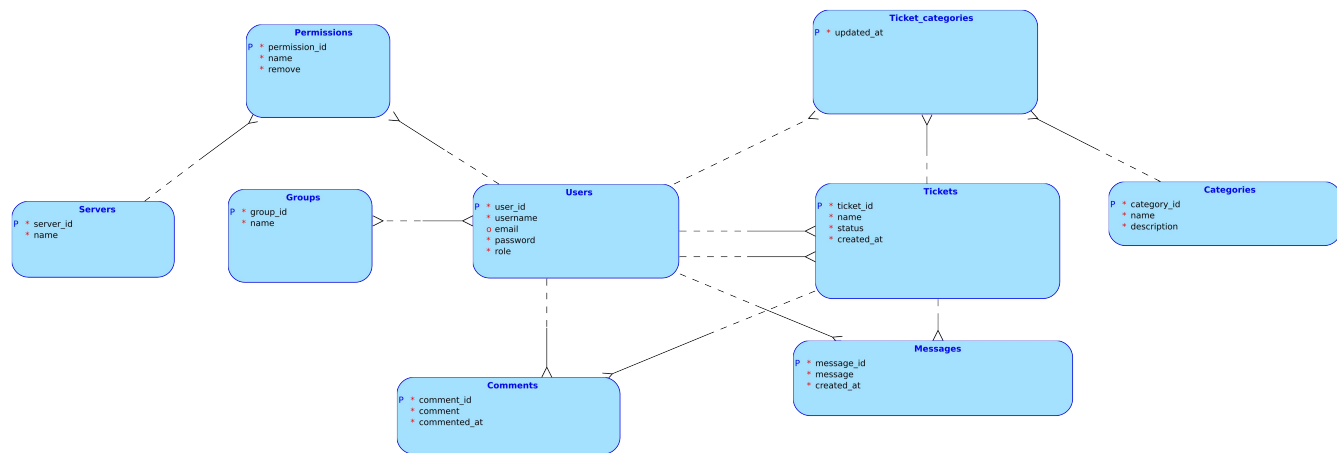 Permissions
P * permission_id
* name
* remove
Ticket_categories
P * updated_at
Servers
P * server_id
* name
Groups
P * group_id
* name
Users
P * user_id
* username
o email
* password
* role
Tickets
P * ticket_id
* name
* status
* created_at
Categories
P * category_id
* name
* description
Comments
P * comment_id
* comment
* commented_at
Messages
P * message_id
* message
* created_at